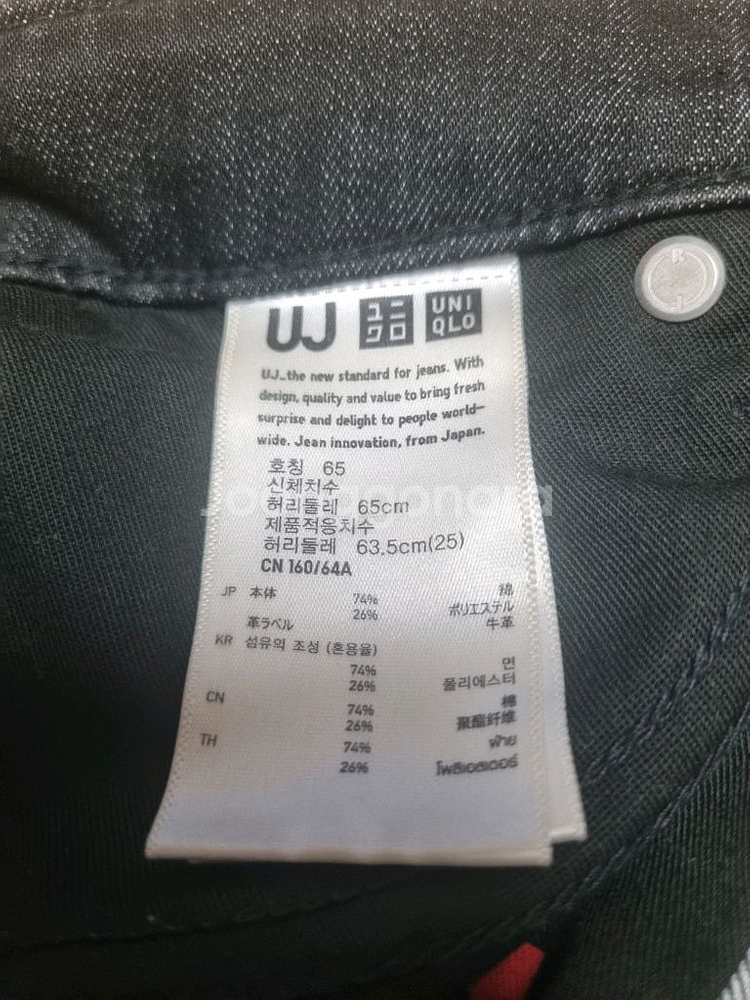 UJ ユニクロ UNIQLO
UJ_the new standard for jeans. With
design, quality and value to bring fresh
surprise and delight to people world-
wide. Jean innovation, from Japan.
호칭 65
신체치수
허리둘레 65cm
제품적응치수
허리둘레 63.5cm(25)
CN 160/64A
JP 本体 74% 綿
26% ポリエステル
革ラベル 牛革
KR 섬유의 조성 (혼용율)
74% 면
26% 폴리에스터
CN 74% 棉
26% 聚酯纤维
TH 74% ฝ้าย
26% โพลิเอสเตอร์